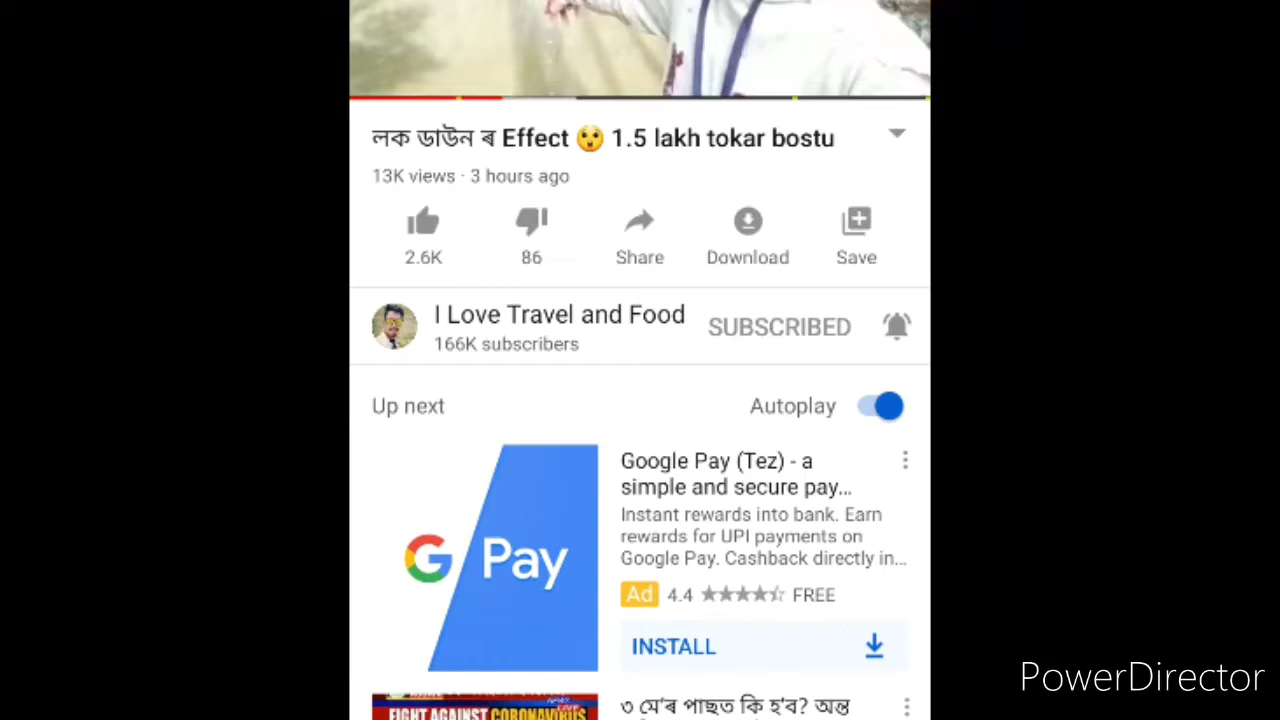 লক ডাউন ৰ Effect 😲 1.5 lakh tokar bostu
13K views · 3 hours ago
2.6K
86
Share
Download
Save
I Love Travel and Food
166K subscribers
SUBSCRIBED
Up next
Autoplay
G Pay
Google Pay (Tez) - a
simple and secure pay...
Instant rewards into bank. Earn
rewards for UPI payments on
Google Pay. Cashback directly in...
Ad 4.4 FREE
INSTALL
FIGHT AGAINST CORONAVIRUS
৩ মে'ৰ পাছত কি হ'ব? অন্ত
PowerDirector